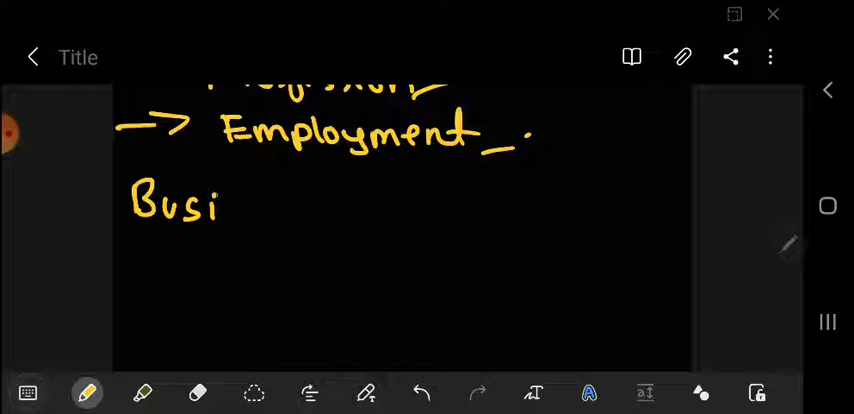 Title
→ Employment _.
Busi